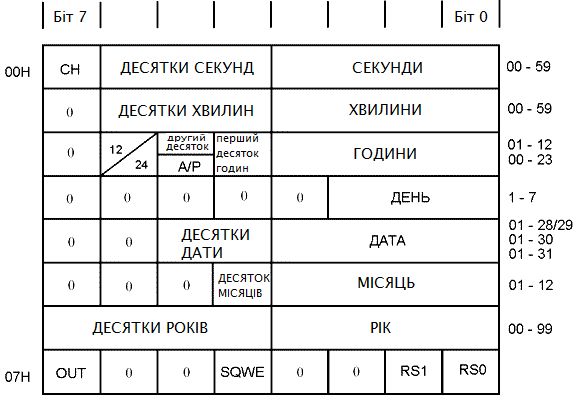 Біт 7 Біт 0
00H CH ДЕСЯТКИ СЕКУНД СЕКУНДИ 00 - 59
0 ДЕСЯТКИ ХВИЛИН ХВИЛИНИ 00 - 59
0 12 24 другий десяток A/P перший десяток годин ГОДИНИ 01 - 12 00 - 23
0 0 0 0 0 ДЕНЬ 1 - 7
0 0 ДЕСЯТКИ ДАТИ ДАТА 01 - 28/29 01 - 30 01 - 31
0 0 0 ДЕСЯТОК МІСЯЦІВ МІСЯЦЬ 01 - 12
ДЕСЯТКИ РОКІВ РІК 00 - 99
07H OUT 0 0 SQWE 0 0 RS1 RS0